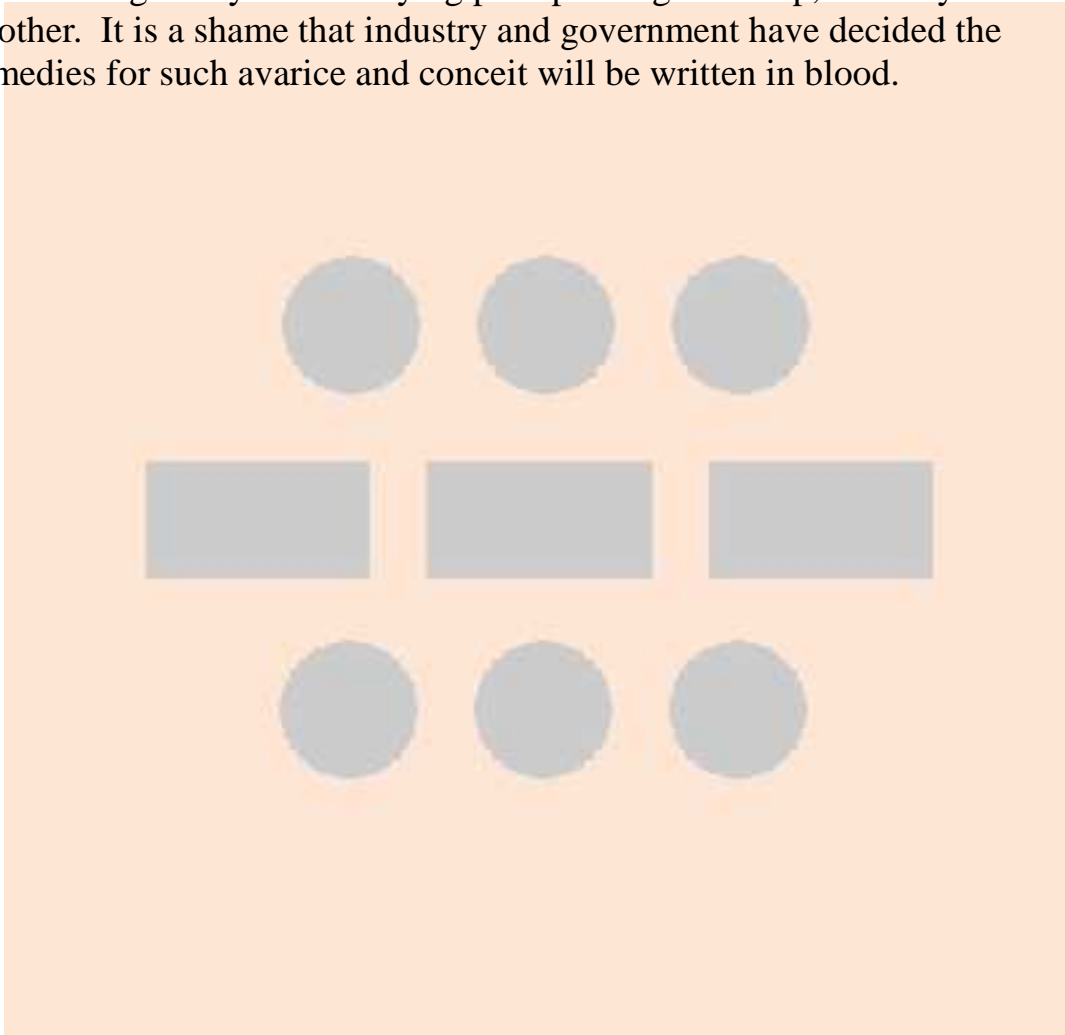 other.  It is a shame that industry and government have decided the
medies for such avarice and conceit will be written in blood.